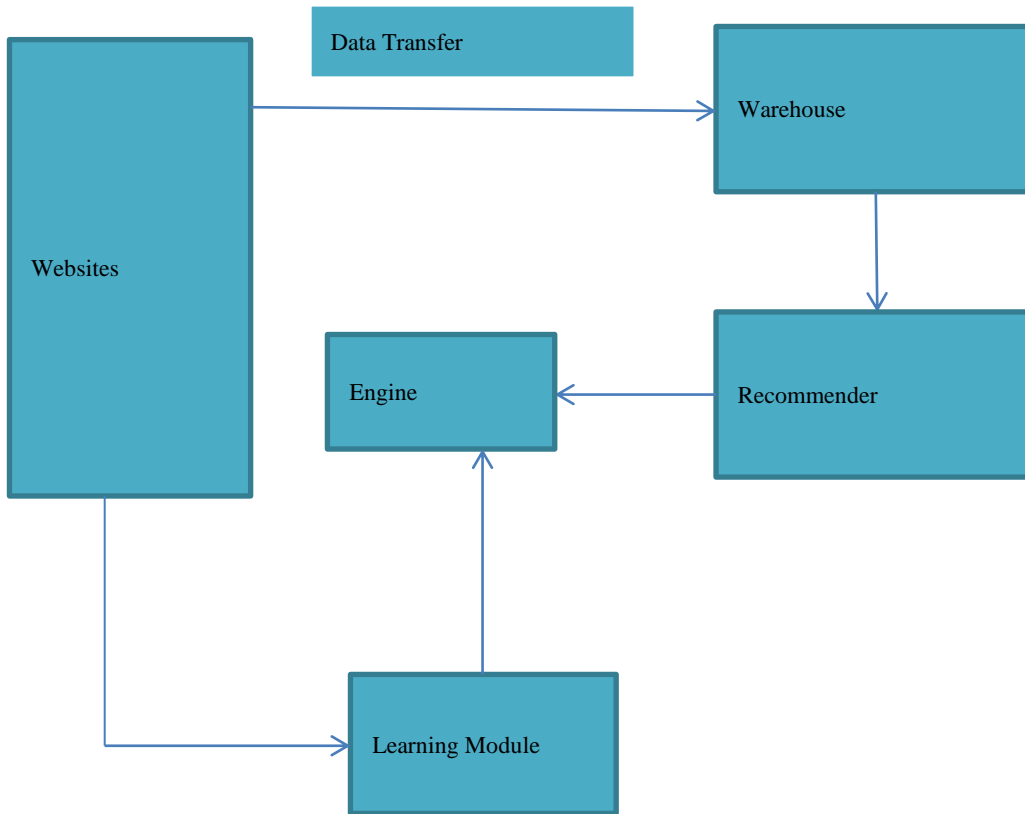 Data Transfer
Warehouse
Websites
Engine
Recommender
Learning Module